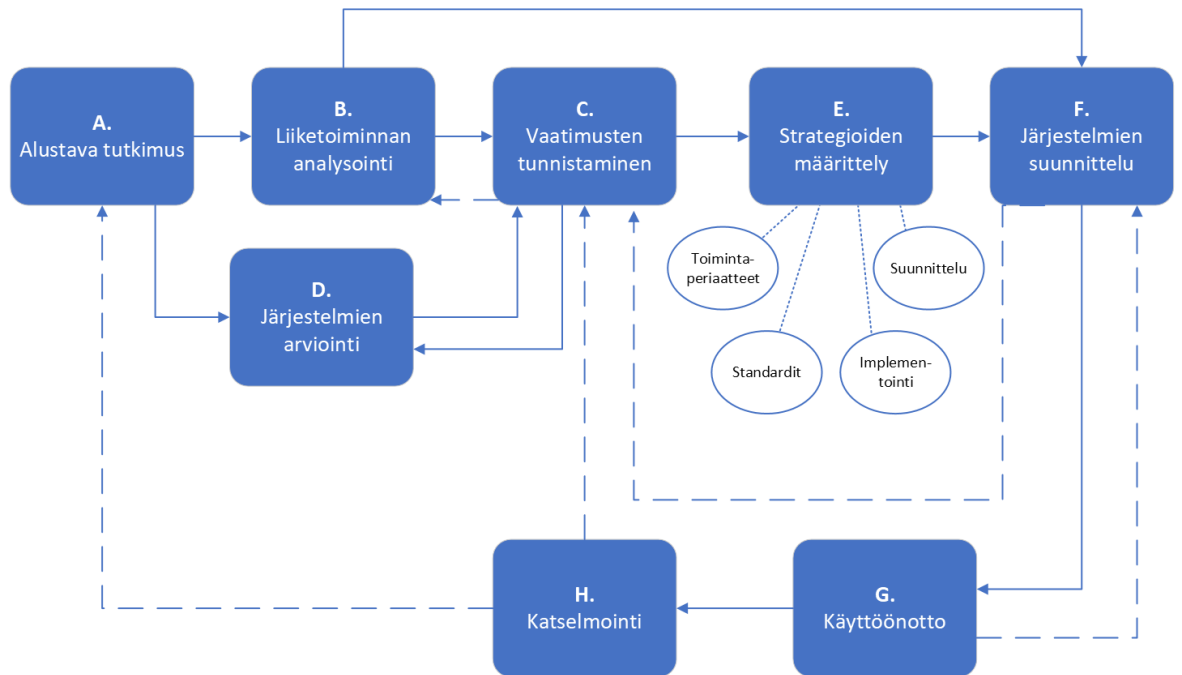 A.
Alustava tutkimus
B.
Liiketoiminnan
analysointi
C.
Vaatimusten
tunnistaminen
E.
Strategioiden
määrittely
F.
Järjestelmien
suunnittelu
D.
Järjestelmien
arviointi
Toiminta-
periaatteet
Suunnittelu
Standardit
Implemen-
tointi
H.
Katselmointi
G.
Käyttöönotto